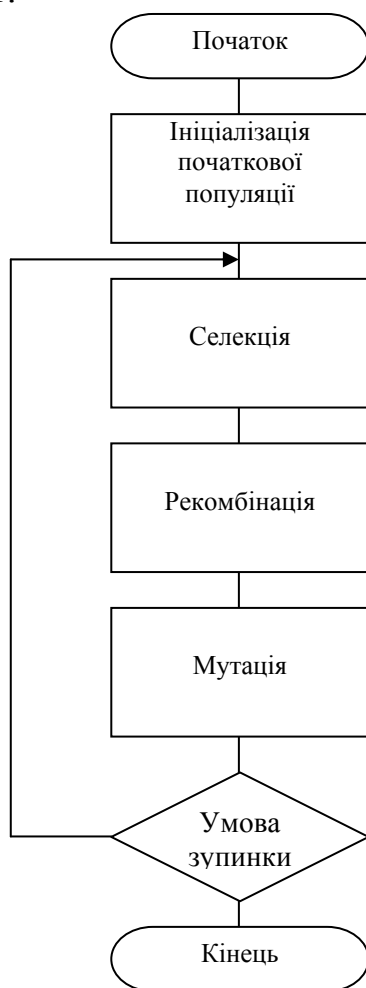 Початок
Ініціалізація
початкової
популяції
Селекція
Рекомбінація
Мутація
Умова
зупинки
Кінець